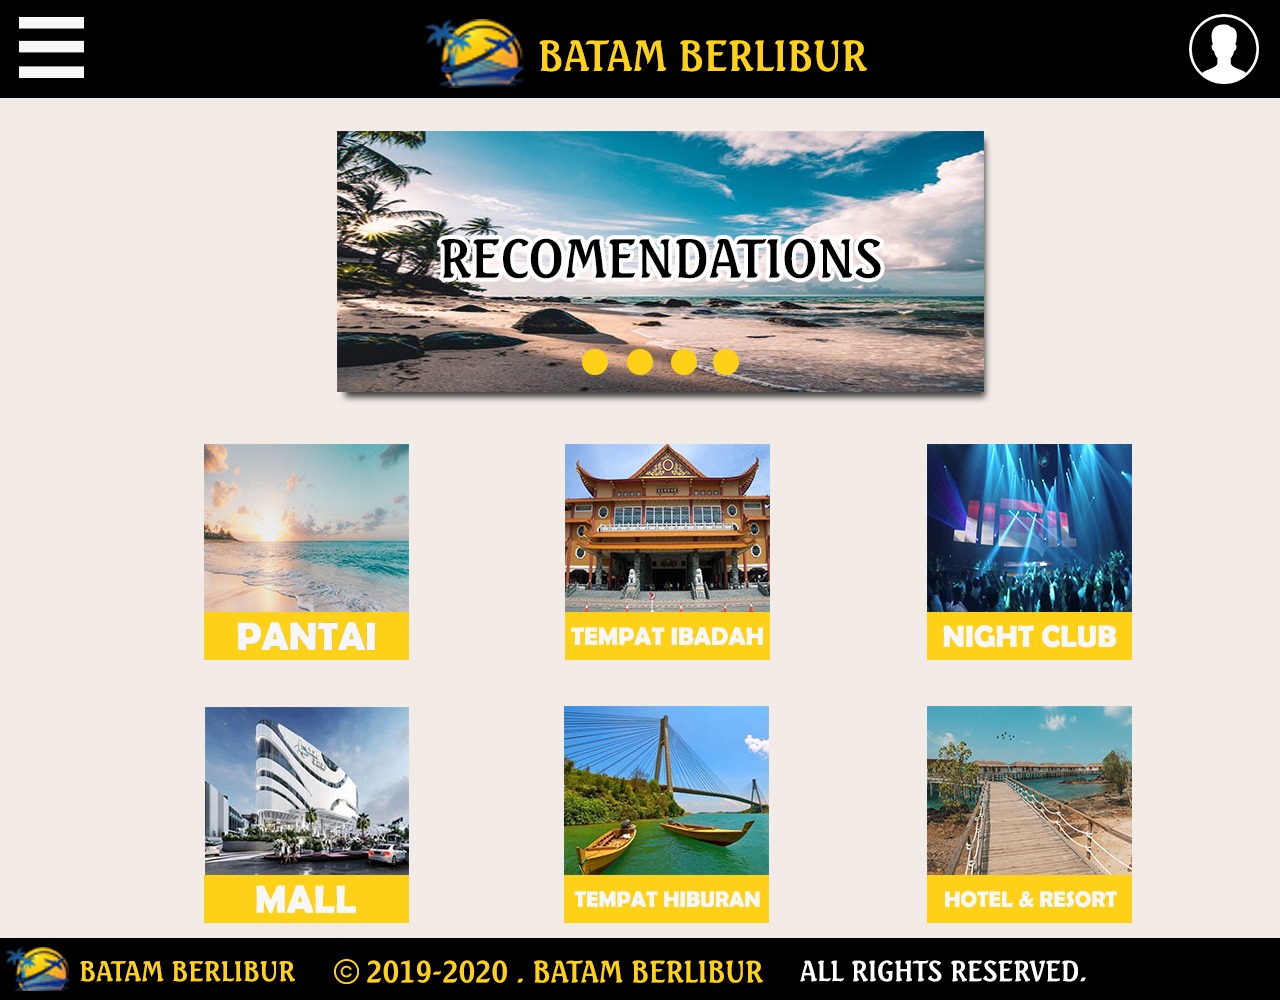 BATAM BERLIBUR
RECOMENDATIONS
PANTAI
TEMPAT IBADAH
NIGHT CLUB
MALL
TEMPAT HIBURAN
HOTEL & RESORT
BATAM BERLIBUR © 2019-2020 . BATAM BERLIBUR ALL RIGHTS RESERVED.